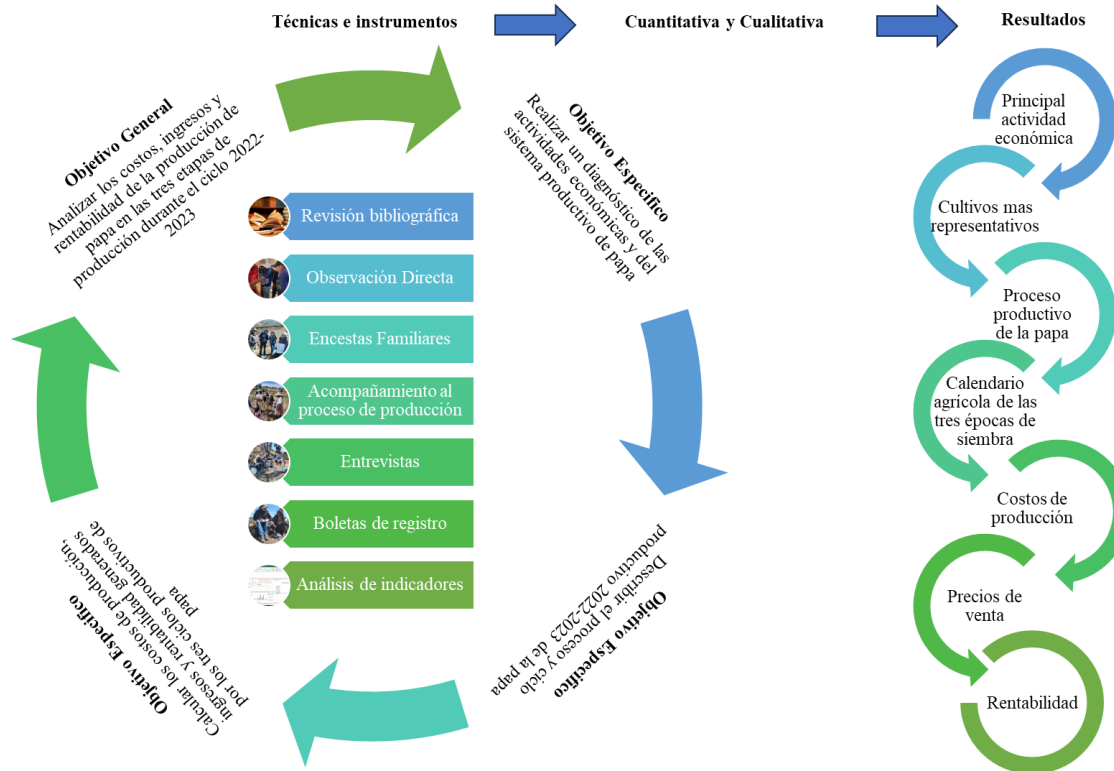 Técnicas e instrumentos
Cuantitativa y Cualitativa
Resultados
Objetivo General
Analizar los costos, ingresos y
rentabilidad de la producción de
papa en las tres etapas de
producción durante el ciclo 2022-
2023
Objetivo Especifico
Realizar un diagnóstico de las
actividades económicas y del
sistema productivo de papa
Objetivo Especifico
Describir el proceso y ciclo
productivo 2022-2023 de la papa
Objetivo Especifico
Calcular los costos de producción,
ingresos y rentabilidad generados
por los tres ciclos productivos de
papa
Revisión bibliográfica
Observación Directa
Encestas Familiares
Acompañamiento al
proceso de producción
Entrevistas
Boletas de registro
Análisis de indicadores
Principal
actividad
económica
Cultivos mas
representativos
Proceso
productivo
de la papa
Calendario
agrícola de las
tres épocas de
siembra
Costos de
producción
Precios de
venta
Rentabilidad